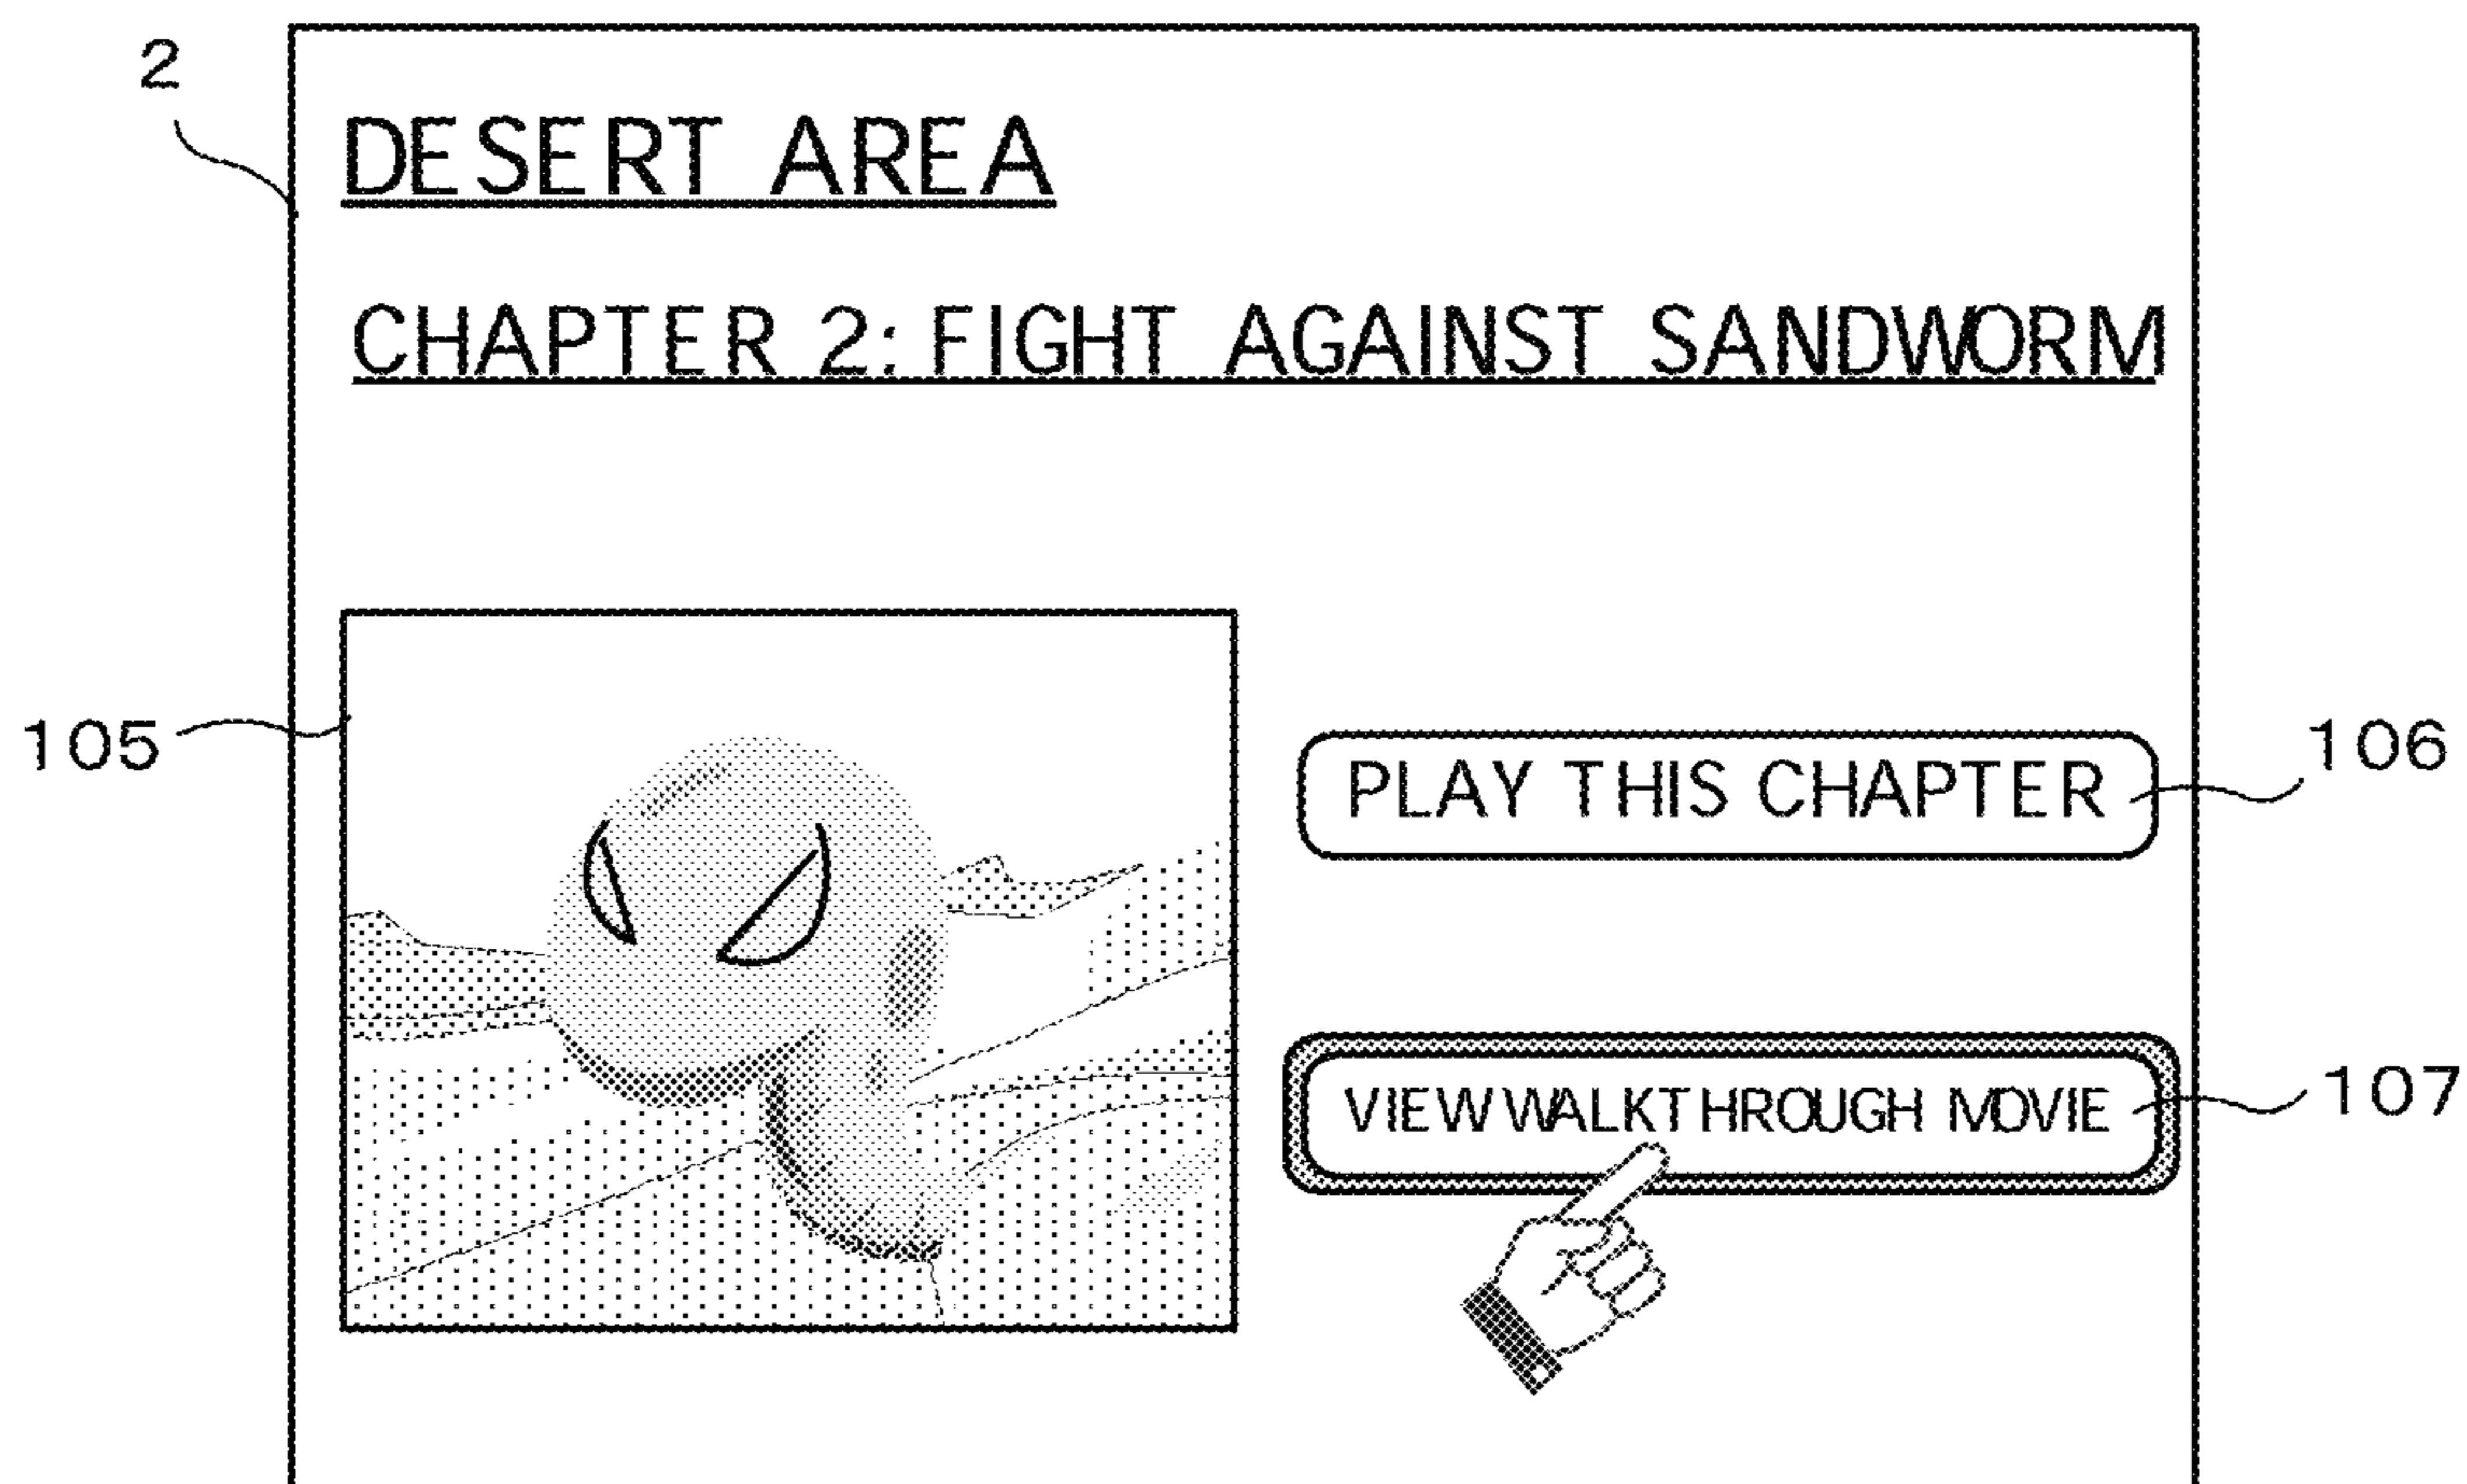 2
DESERT AREA
CHAPTER 2: FIGHT AGAINST SANDWORM
105
PLAY THIS CHAPTER
106
VIEW WALKTHROUGH MOVIE
107